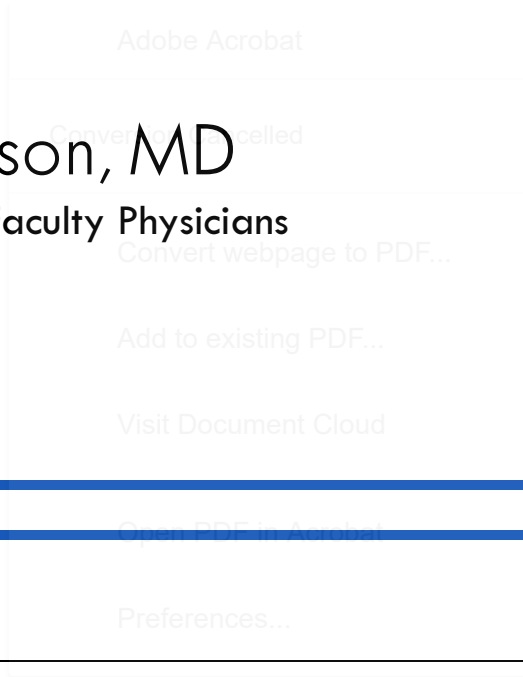 Adobe Acrobat
Conversion Cancelled
son, MD
aculty Physicians
Convert webpage to PDF...
Add to existing PDF...
Visit Document Cloud
Open PDF in Acrobat
Preferences...